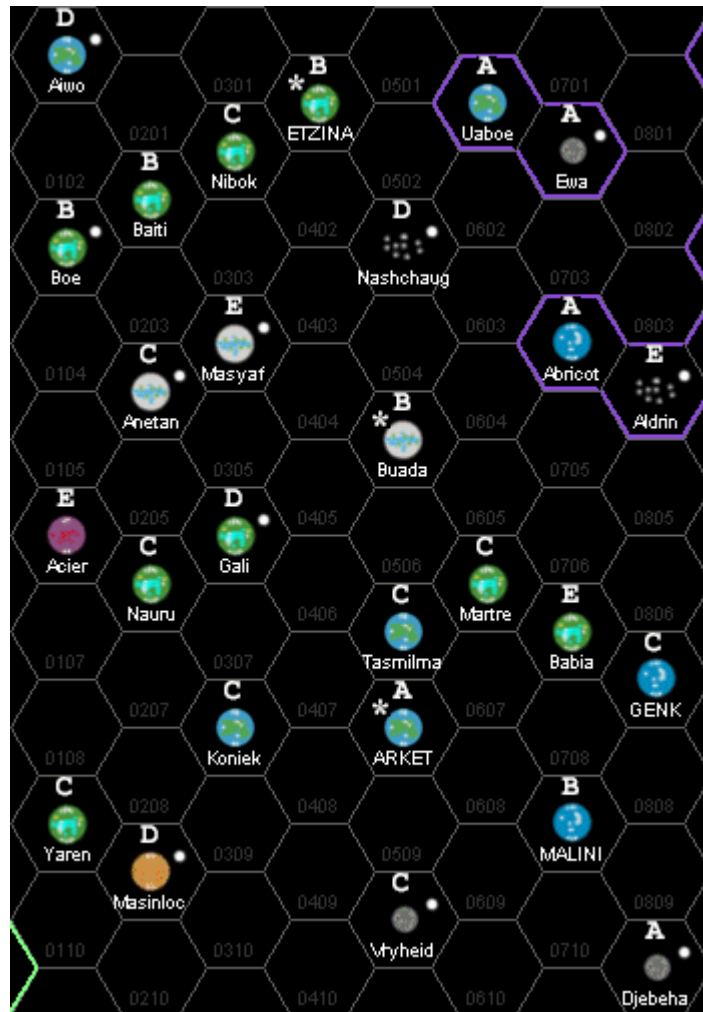 D
B A
*
Aiwo 0301 0501 0701
C A
0201 ETZINA Uaboe 0801
B
0102 Nibok 0502 Ewa
B D
Baiti 0402 0602 0802
Boe 0303 Nashchaug 0703
E A
0203 0403 0603 0803
C E
0104 Masyaf 0504 Abricot
B
Anetan 0404 * 0604 Aldrin
0105 0305 Buada 0705
E D
0205 0405 0605 0805
C C
Acier Gali 0506 0706
C E
Nauru 0406 Martre 0806
C
0107 0307 Tasmilma Babia
C A
0207 0407 * 0607 GENK
0108 Koniek ARKET 0708
C B
0208 0408 0608 0808
D
Yaren 0309 0509 MALINI
C
Masinloc 0409 0609 0809
A
0110 0310 Vryheid 0710
0210 0410 0610 Djebeha